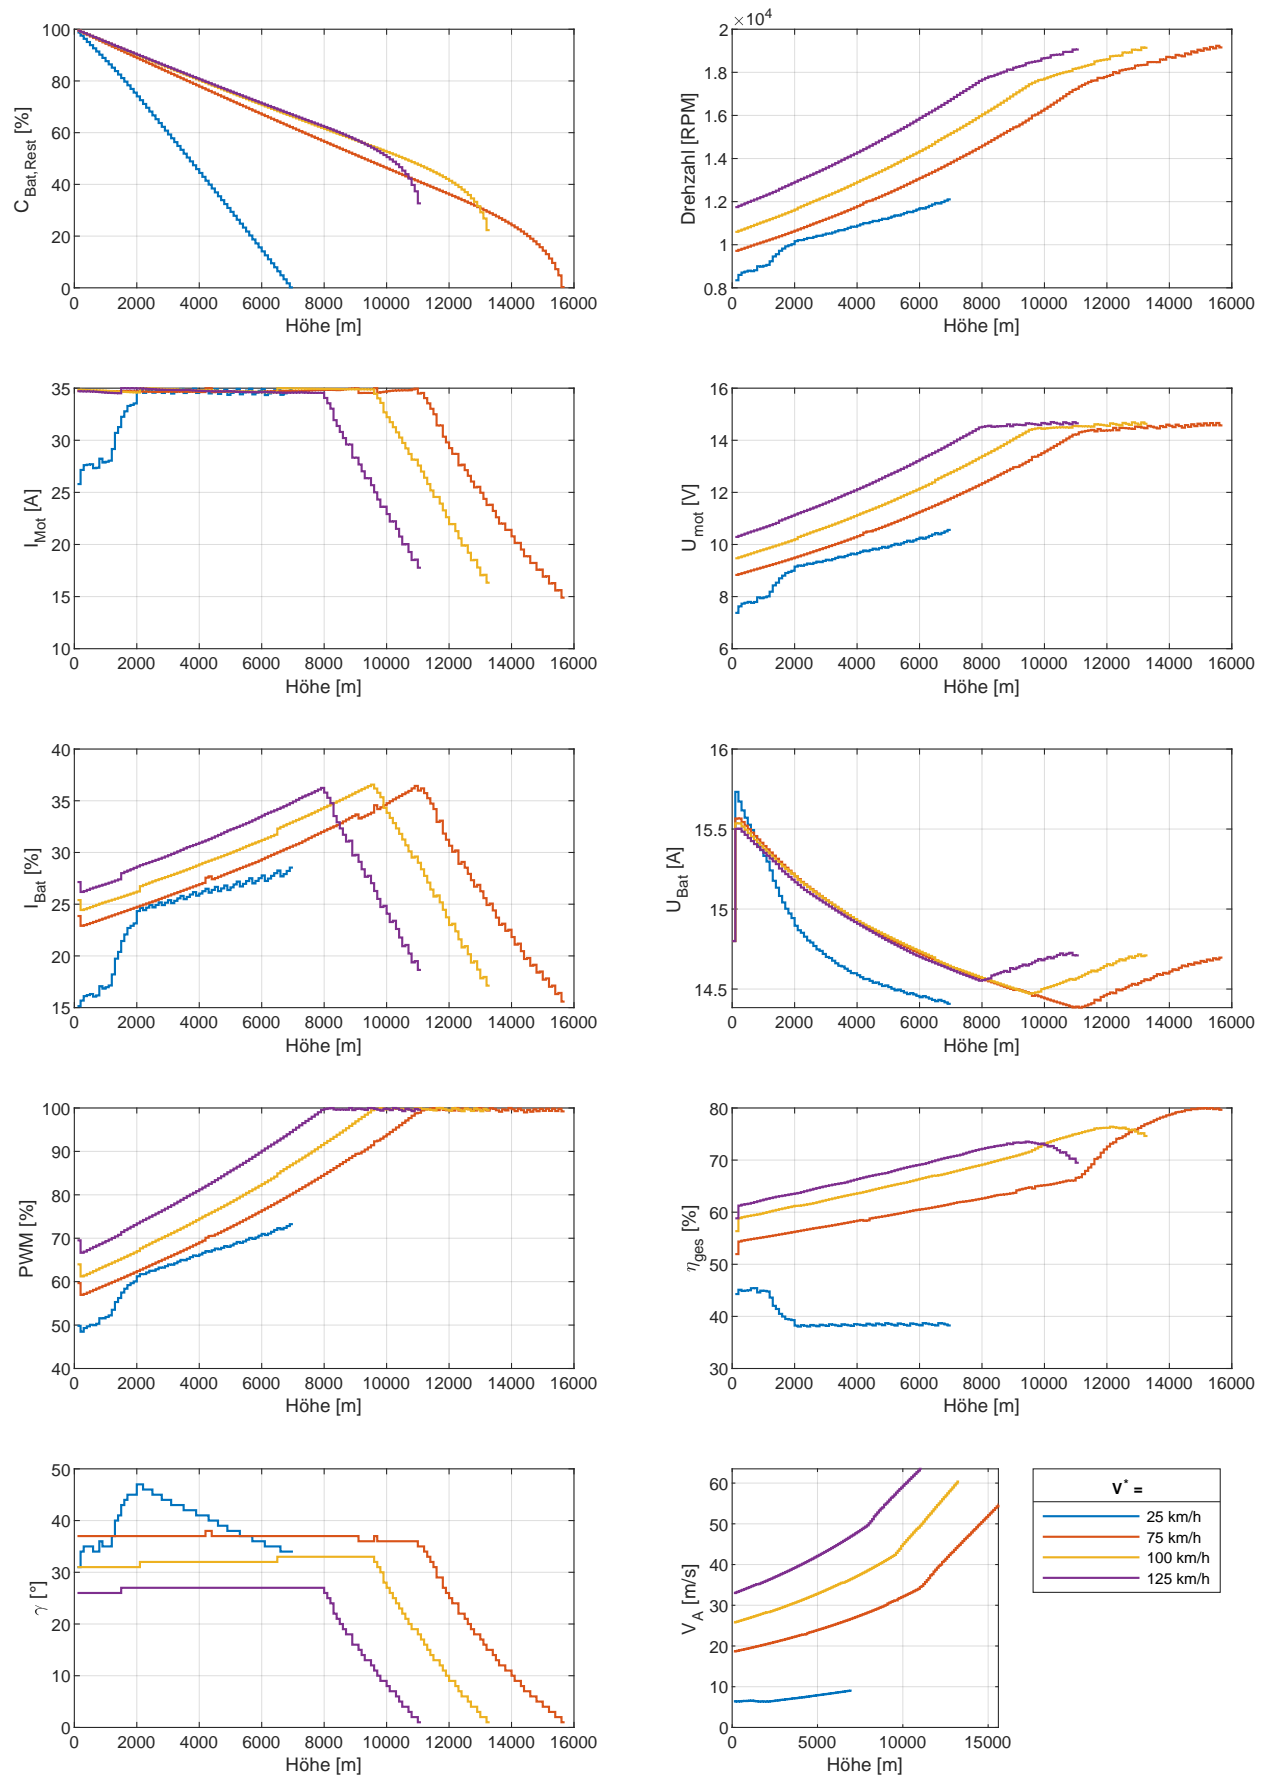 C_Bat,Rest [%]
100
80
60
40
20
0
0 2000 4000 6000 8000 10000 12000 14000 16000
Höhe [m]
×10^4
Drehzahl [RPM]
2
1.8
1.6
1.4
1.2
1
0.8
0 2000 4000 6000 8000 10000 12000 14000 16000
Höhe [m]
I_Mot [A]
35
30
25
20
15
10
0 2000 4000 6000 8000 10000 12000 14000 16000
Höhe [m]
U_mot [V]
16
14
12
10
8
6
0 2000 4000 6000 8000 10000 12000 14000 16000
Höhe [m]
I_Bat [%]
40
35
30
25
20
15
0 2000 4000 6000 8000 10000 12000 14000 16000
Höhe [m]
U_Bat [A]
16
15.5
15
14.5
0 2000 4000 6000 8000 10000 12000 14000 16000
Höhe [m]
PWM [%]
100
90
80
70
60
50
40
0 2000 4000 6000 8000 10000 12000 14000 16000
Höhe [m]
η_ges [%]
80
70
60
50
40
30
0 2000 4000 6000 8000 10000 12000 14000 16000
Höhe [m]
γ [°]
50
40
30
20
10
0
0 2000 4000 6000 8000 10000 12000 14000 16000
Höhe [m]
V_A [m/s]
60
50
40
30
20
10
0
0 5000 10000 15000
Höhe [m]
V* =
25 km/h
75 km/h
100 km/h
125 km/h